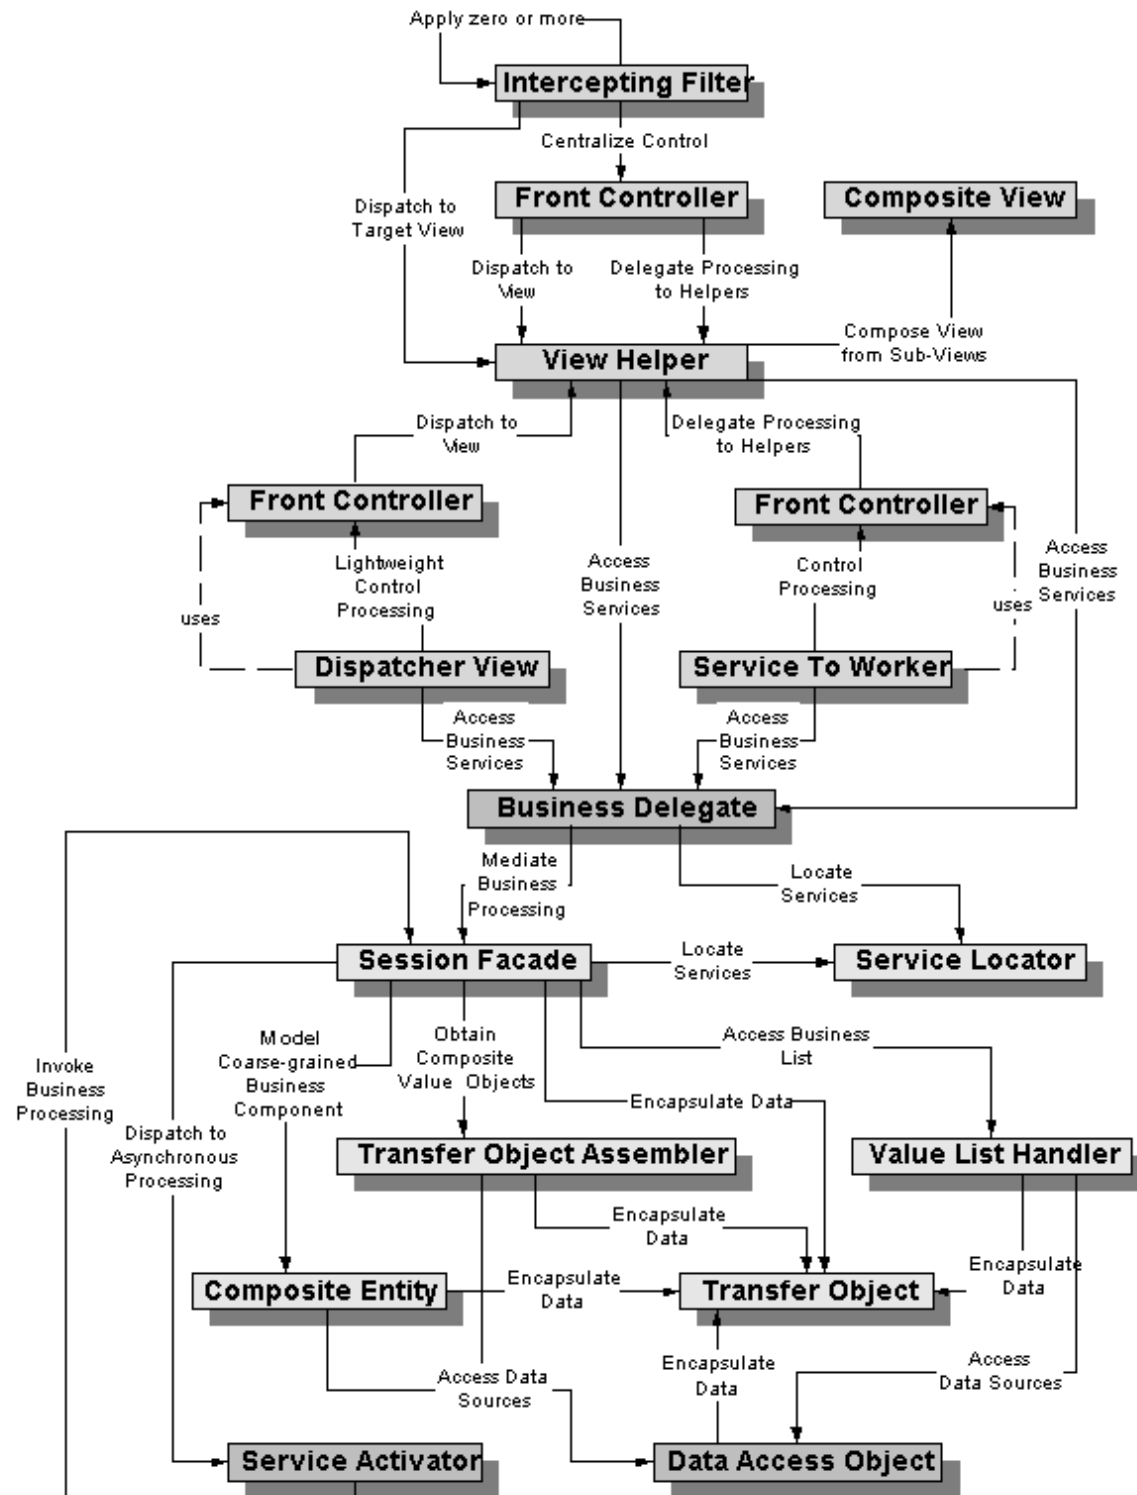 Apply zero or more
Intercepting Filter
Centralize Control
Front Controller
Composite View
Dispatch to
Target View
Dispatch to
View
Delegate Processing
to Helpers
Compose View
from Sub-Views
View Helper
Dispatch to
View
Delegate Processing
to Helpers
Front Controller
Front Controller
Lightweight
Control
Processing
Access
Business
Services
Control
Processing
Access
Business
Services
uses
uses
Dispatcher View
Service To Worker
Access
Business
Services
Access
Business
Services
Business Delegate
Mediate
Business
Processing
Locate
Services
Session Facade
Locate
Services
Service Locator
Model
Coarse-grained
Business
Component
Obtain
Composite
Value Objects
Access Business
List
Invoke
Business
Processing
Encapsulate Data
Dispatch to
Asynchronous
Processing
Transfer Object Assembler
Value List Handler
Encapsulate
Data
Encapsulate
Data
Composite Entity
Encapsulate
Data
Transfer Object
Access Data
Sources
Encapsulate
Data
Access
Data Sources
Service Activator
Data Access Object